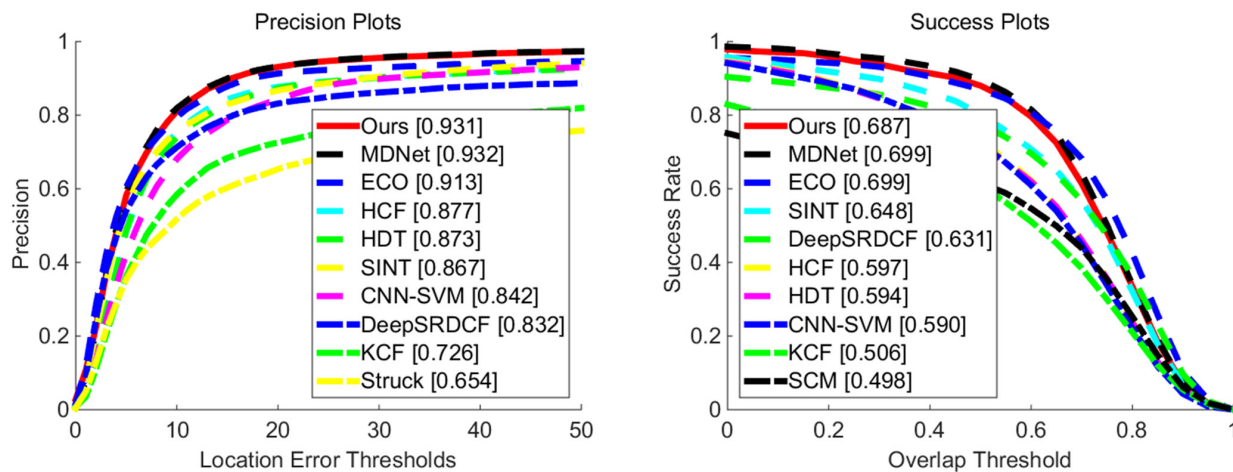 Precision Plots
1
0.8
0.6
0.4
0.2
0
Precision
0
10
20
30
40
50
Location Error Thresholds
Ours [0.931]
MDNet [0.932]
ECO [0.913]
HCF [0.877]
HDT [0.873]
SINT [0.867]
CNN-SVM [0.842]
DeepSRDCF [0.832]
KCF [0.726]
Struck [0.654]
Success Plots
1
0.8
0.6
0.4
0.2
0
Success Rate
0
0.2
0.4
0.6
0.8
1
Overlap Threshold
Ours [0.687]
MDNet [0.699]
ECO [0.699]
SINT [0.648]
DeepSRDCF [0.631]
HCF [0.597]
HDT [0.594]
CNN-SVM [0.590]
KCF [0.506]
SCM [0.498]